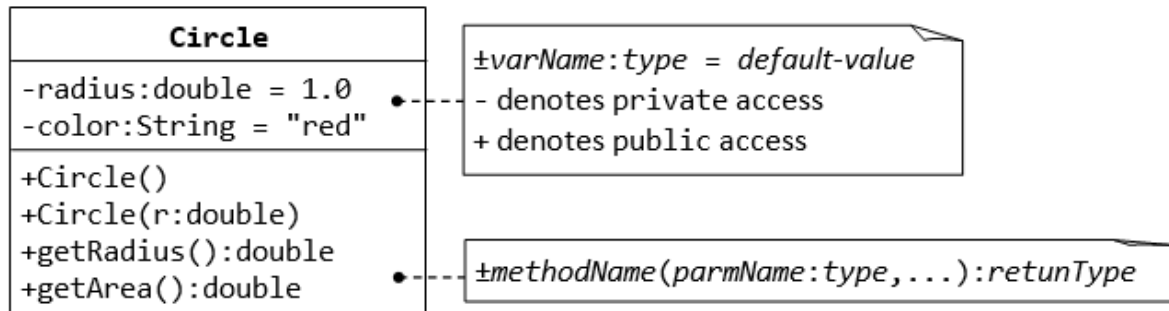 Circle
-radius:double = 1.0
-color:String = "red"
+Circle()
+Circle(r:double)
+getRadius():double
+getArea():double
±varName:type = default-value
- denotes private access
+ denotes public access
±methodName(parmName:type,...):retunType